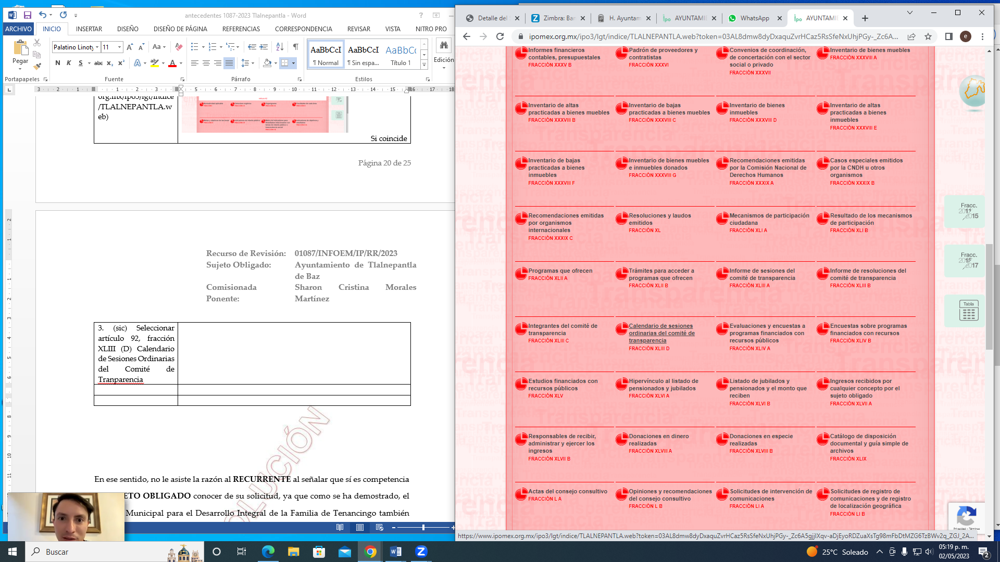 antecedentes 1087-2023 Tlalnepantla - Word
ARCHIVO INICIO INSERTAR DISEÑO DISEÑO DE PÁGINA REFERENCIAS CORRESPONDENCIA REVISAR VISTA NITRO PRO
Pegar
Palatino Linoty 11
AaBbCcI AaBbCcI AaBbCc
¶ Normal ¶ Sin espa... Título 1
Edición
Portapapeles Fuente Párrafo Estilos
org.mx/ipo3/lgt/indice
/TLALNEPANTLA.w
eb)
Si coincide
Página 20 de 25
Recurso de Revisión: 01087/INFOEM/IP/RR/2023
Sujeto Obligado: Ayuntamiento de Tlalnepantla
de Baz
Comisionada Sharon Cristina Morales
Ponente: Martínez
3. (sic) Seleccionar
artículo 92, fracción
XLIII (D) Calendario
de Sesiones Ordinarias
del Comité de
Tranparencia
OLUCIÓN
En ese sentido, no le asiste la razón al RECURRENTE al señalar que sí es competencia
ETO OBLIGADO conocer de su solicitud, ya que como se ha demostrado, el
Municipal para el Desarrollo Integral de la Familia de Tenancingo también
Detalle del Zimbra: Ba H. Ayuntam AYUNTAMIE WhatsApp AYUNTAMIE
ipomex.org.mx/ipo3/lgt/indice/TLALNEPANTLA.web?token=03AL8dmw8dyDxaquZvrHCaz5RsSfeNxUhjPGy-_Zc6A...
Informes financieros
contables, presupuestales
FRACCIÓN XXXV B
Padrón de proveedores y
contratistas
FRACCIÓN XXXVI
Convenios de coordinación,
de concertación con el sector
social o privado
FRACCIÓN XXXVII
Inventario de bienes muebles
FRACCIÓN XXXVIII A
Inventario de altas
practicadas a bienes muebles
FRACCIÓN XXXVIII B
Inventario de bajas
practicadas a bienes muebles
FRACCIÓN XXXVIII C
Inventario de bienes
inmuebles
FRACCIÓN XXXVIII D
Inventario de altas
practicadas a bienes
inmuebles
FRACCIÓN XXXVIII E
Inventario de bajas
practicadas a bienes
inmuebles
FRACCIÓN XXXVIII F
Inventario de bienes muebles
e inmuebles donados
FRACCIÓN XXXVIII G
Recomendaciones emitidas
por la Comisión Nacional de
Derechos Humanos
FRACCIÓN XXXIX A
Casos especiales emitidos
por la CNDH u otros
organismos
FRACCIÓN XXXIX B
Recomendaciones emitidas
por organismos
internacionales
FRACCIÓN XXXIX C
Resoluciones y laudos
emitidos
FRACCIÓN XL
Mecanismos de participación
ciudadana
FRACCIÓN XLI A
Resultado de los mecanismos
de participación
FRACCIÓN XLI B
Programas que ofrecen
FRACCIÓN XLII A
Trámites para acceder a
programas que ofrecen
FRACCIÓN XLII B
Informe de sesiones del
comité de transparencia
FRACCIÓN XLIII A
Informe de resoluciones del
comité de transparencia
FRACCIÓN XLIII B
Integrantes del comité de
transparencia
FRACCIÓN XLIII C
Calendario de sesiones
ordinarias del comité de
transparencia
FRACCIÓN XLIII D
Evaluaciones y encuestas a
programas financiados con
recursos públicos
FRACCIÓN XLIV A
Encuestas sobre programas
financiados con recursos
FRACCIÓN XLIV B
Estudios financiados con
recursos públicos
FRACCIÓN XLV
Hipervínculo al listado de
pensionados y jubilados
FRACCIÓN XLVI A
Listado de jubilados y
pensionados y el monto que
reciben
FRACCIÓN XLVI B
Ingresos recibidos por
cualquier concepto por el
sujeto obligado
FRACCIÓN XLVII A
Responsables de recibir,
administrar y ejercer los
ingresos
FRACCIÓN XLVII B
Donaciones en dinero
realizadas
FRACCIÓN XLVIII A
Donaciones en especie
realizadas
FRACCIÓN XLVIII B
Catálogo de disposición
documental y guía simple de
archivos
FRACCIÓN XLIX
Actas del consejo consultivo
FRACCIÓN L A
Opiniones y recomendaciones
del consejo consultivo
FRACCIÓN L B
Solicitudes de intervención de
comunicaciones
FRACCIÓN LI A
Solicitudes de registro de
comunicaciones y de registro
de localización geográfica
FRACCIÓN LI B
Fracc.
2015
Fracc.
2017
Tabla
Privacidad - Términos
https://www.ipomex.org.mx/ipo3/lgt/indice/TLALNEPANTLA.web?token=03AL8dmw8dyDxaquZvrHCaz5RsSfeNxUhjPGy-_Zc6A5gjjIXqv-aDjEyoRDZuaXsTg98mFbDtMZG6TzBWv2q_ZGJ_2A...
Buscar
25°C Soleado
05:19 p. m.
02/05/2023
2